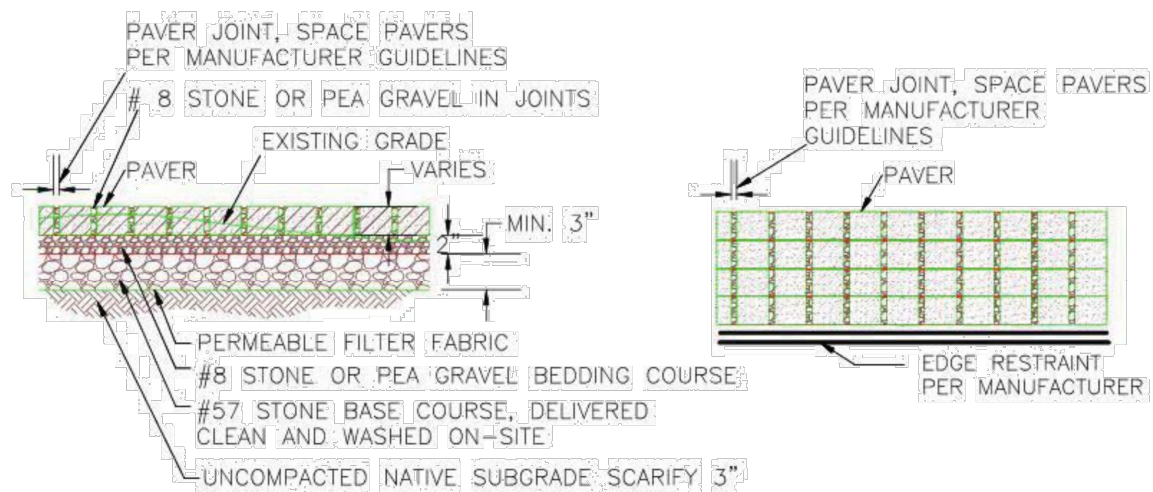 PAVER JOINT, SPACE PAVERS
PER MANUFACTURER GUIDELINES
# 8 STONE OR PEA GRAVEL IN JOINTS
EXISTING GRADE
PAVER
VARIES
MIN. 3"
2"
PERMEABLE FILTER FABRIC
#8 STONE OR PEA GRAVEL BEDDING COURSE
#57 STONE BASE COURSE, DELIVERED
CLEAN AND WASHED ON-SITE
UNCOMPACTED NATIVE SUBGRADE SCARIFY 3"
PAVER JOINT, SPACE PAVERS
PER MANUFACTURER
GUIDELINES
PAVER
EDGE RESTRAINT
PER MANUFACTURER